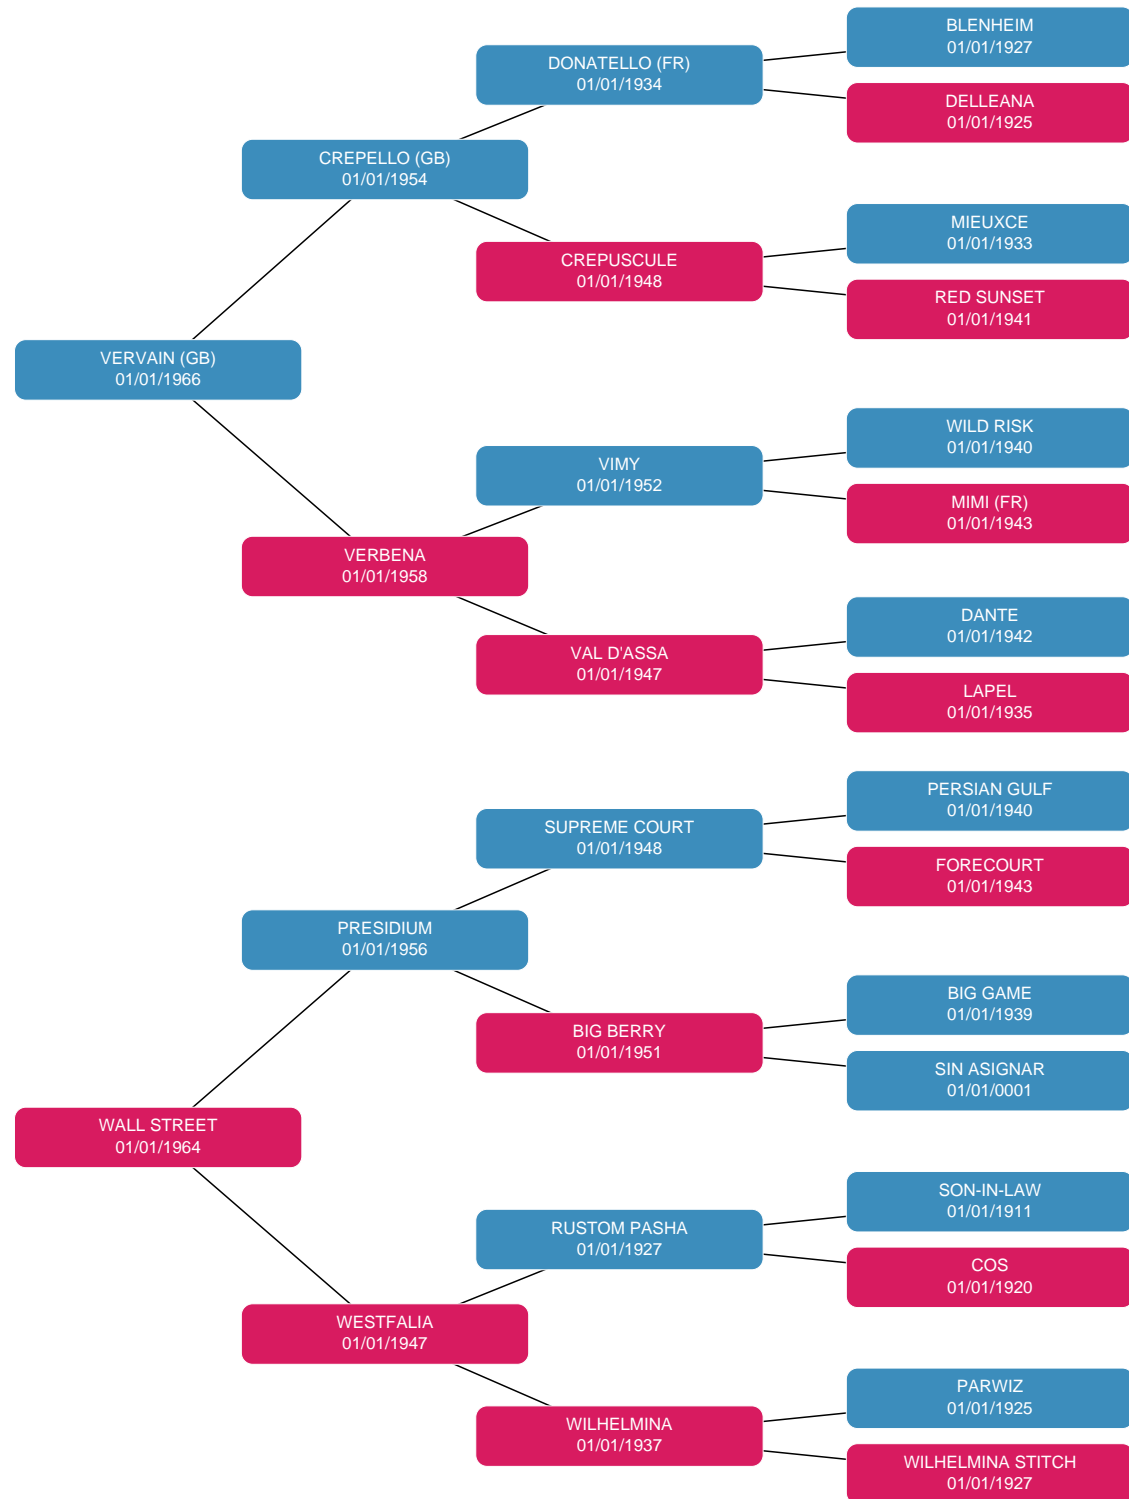 BLENHEIM
01/01/1927
DONATELLO (FR)
01/01/1934
DELLEANA
01/01/1925
CREPELLO (GB)
01/01/1954
MIEUXCE
01/01/1933
CREPUSCULE
01/01/1948
RED SUNSET
01/01/1941
VERVAIN (GB)
01/01/1966
WILD RISK
01/01/1940
VIMY
01/01/1952
MIMI (FR)
01/01/1943
VERBENA
01/01/1958
DANTE
01/01/1942
VAL D'ASSA
01/01/1947
LAPEL
01/01/1935
PERSIAN GULF
01/01/1940
SUPREME COURT
01/01/1948
FORECOURT
01/01/1943
PRESIDIUM
01/01/1956
BIG GAME
01/01/1939
BIG BERRY
01/01/1951
SIN ASIGNAR
01/01/0001
WALL STREET
01/01/1964
SON-IN-LAW
01/01/1911
RUSTOM PASHA
01/01/1927
COS
01/01/1920
WESTFALIA
01/01/1947
PARWIZ
01/01/1925
WILHELMINA
01/01/1937
WILHELMINA STITCH
01/01/1927